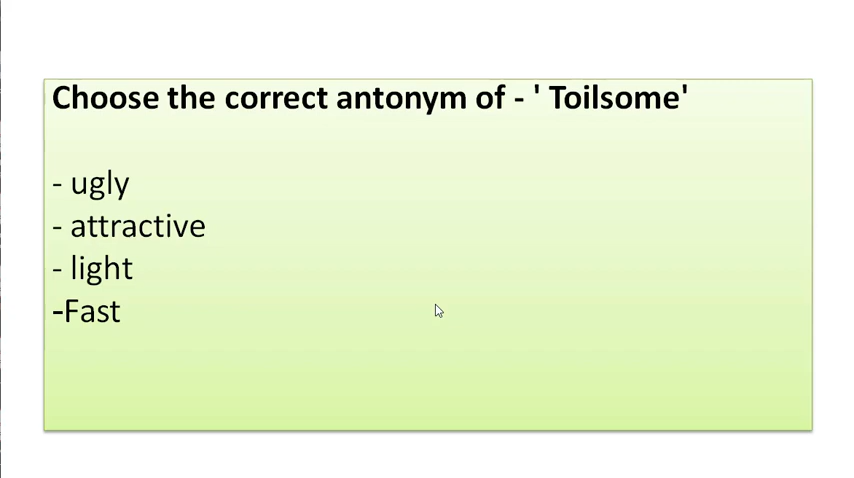 Choose the correct antonym of - ' Toilsome'
- ugly
- attractive
- light
-Fast